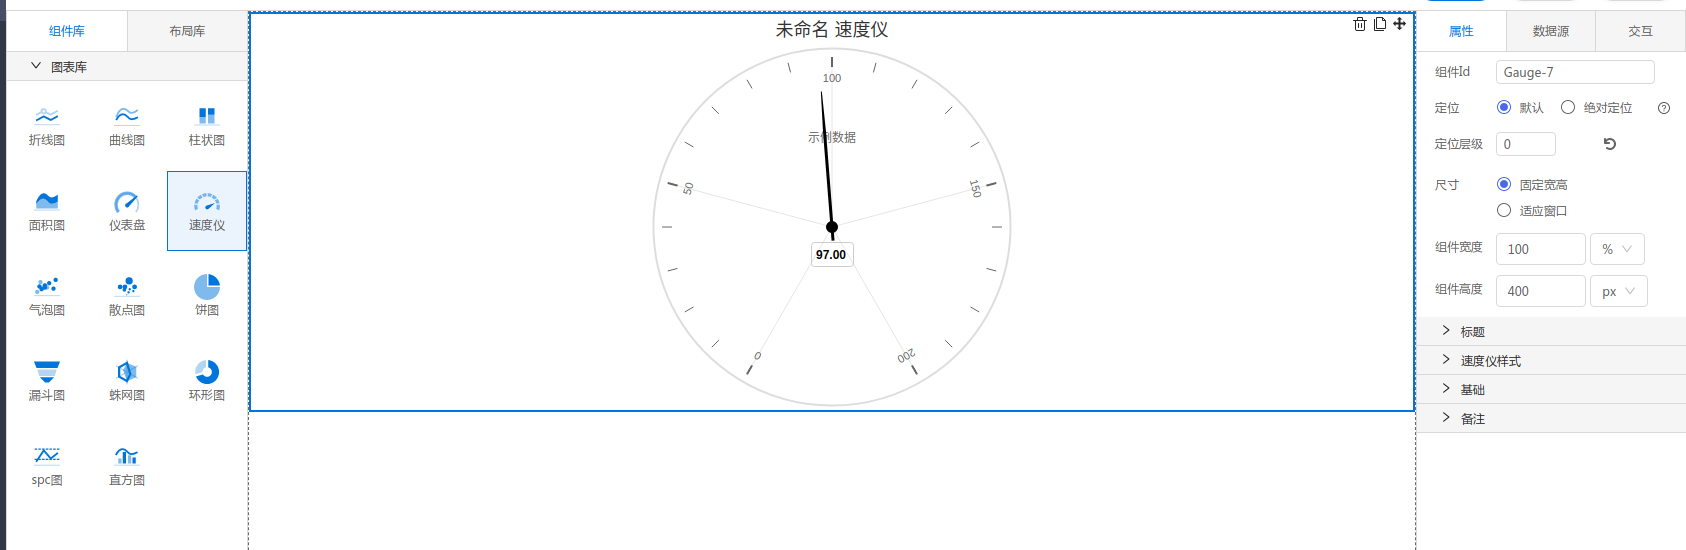 组件库
布局库
图表库
折线图
曲线图
柱状图
面积图
仪表盘
速度仪
气泡图
散点图
饼图
漏斗图
蛛网图
环形图
spc图
直方图
未命名 速度仪
100
示例数据
50
150
97.00
0
200
属性
数据源
交互
组件Id
Gauge-7
定位
默认
绝对定位
定位层级
0
尺寸
固定宽高
适应窗口
组件宽度
100
%
组件高度
400
px
标题
速度仪样式
基础
备注